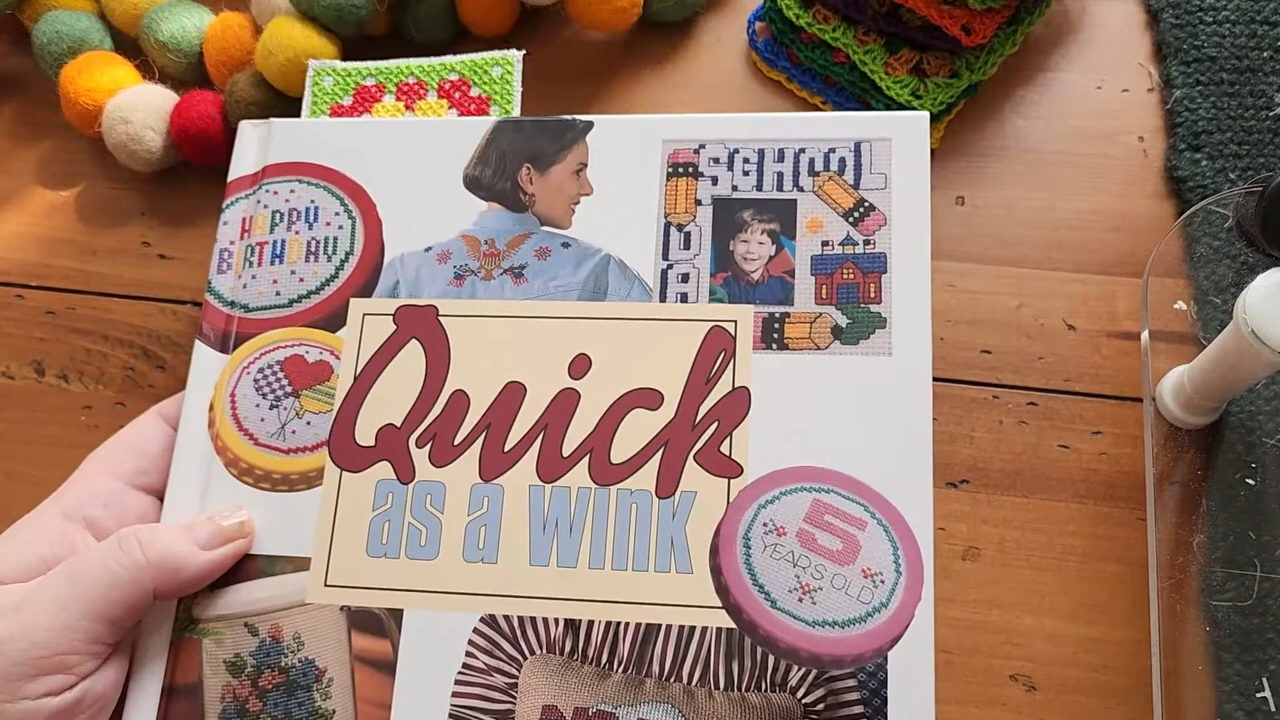 HAPPY
BIRTHDAY
SCHOOL
Quick
as a wink
5
YEARS OLD